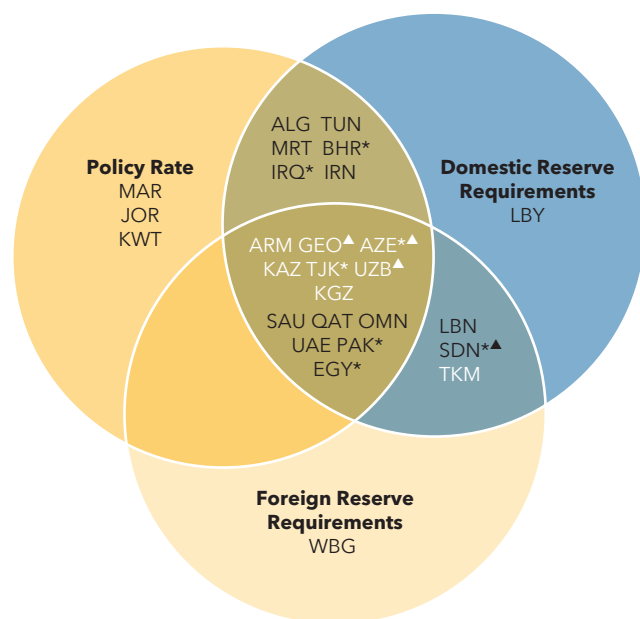 Policy Rate
MAR
JOR
KWT
ALG TUN
MRT BHR*
IRQ* IRN
Domestic Reserve
Requirements
LBY
ARM GEO▲ AZE*▲
KAZ TJK* UZB▲
KGZ
SAU QAT OMN
UAE PAK*
EGY*
LBN
SDN*▲
TKM
Foreign Reserve
Requirements
WBG